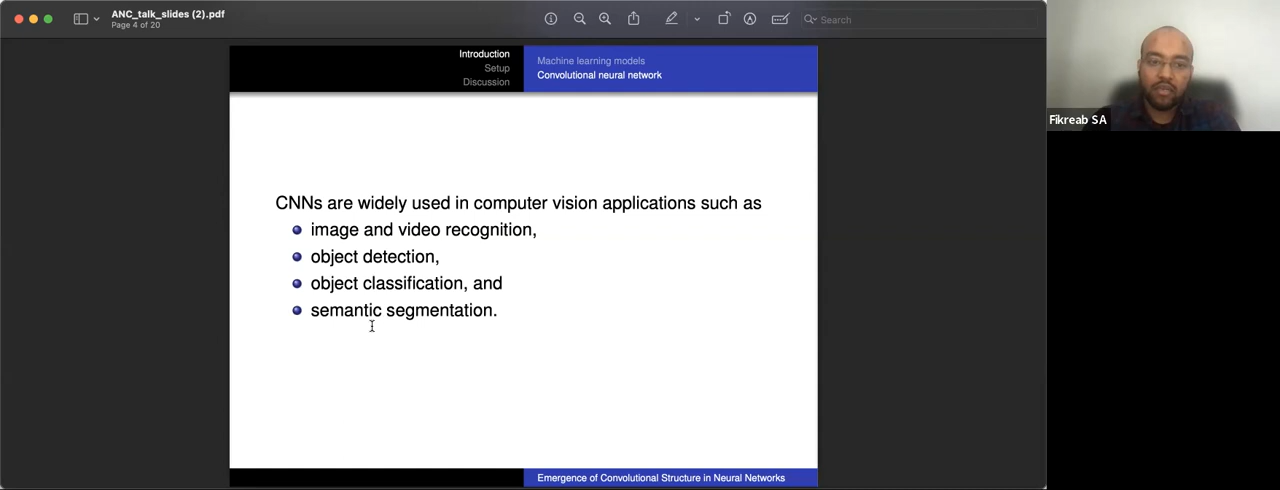 ANC_talk_slides (2).pdf
Page 4 of 20
Search
Introduction
Setup
Discussion
Machine learning models
Convolutional neural network
CNNs are widely used in computer vision applications such as
image and video recognition,
object detection,
object classification, and
semantic segmentation.
Emergence of Convolutional Structure in Neural Networks
Fikreab SA